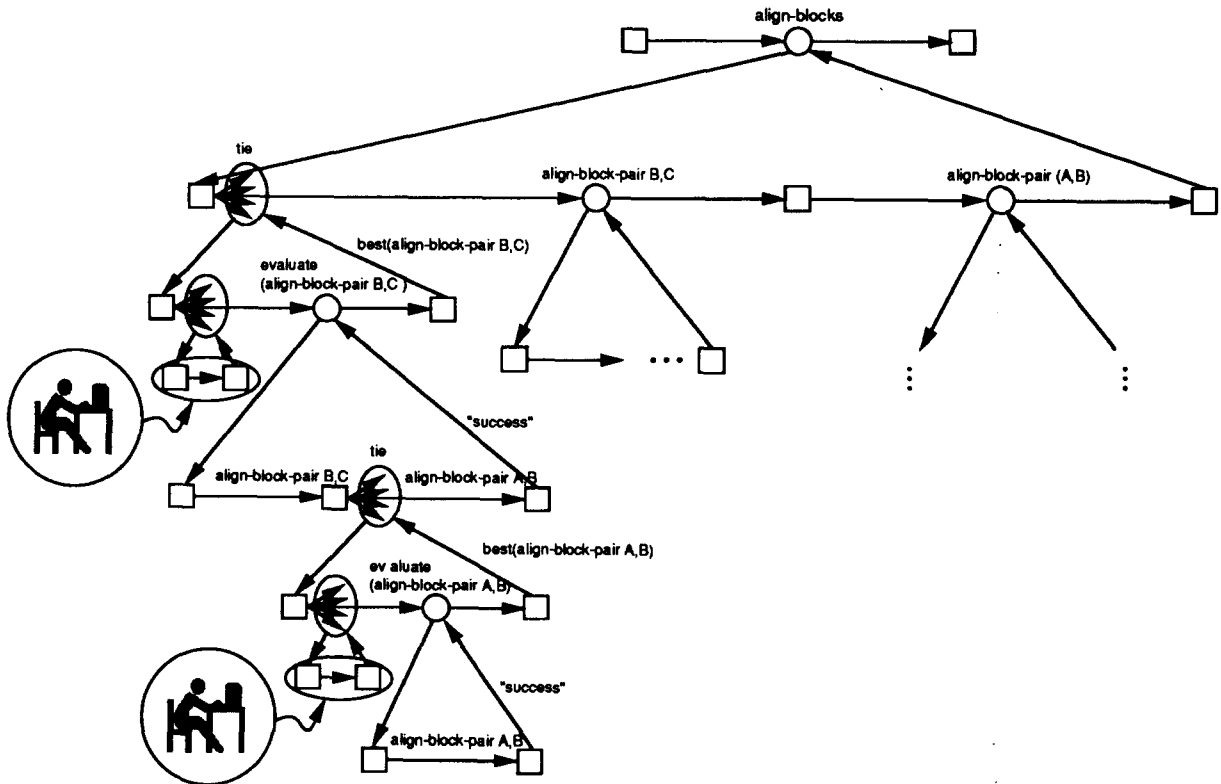 align-blocks
tie
align-block-pair B,C
align-block-pair (A,B)
best(align-block-pair B,C)
evaluate
(align-block-pair B,C )
"success"
tie
align-block-pair B,C
align-block-pair A,B
best(align-block-pair A,B)
ev aluate
(align-block-pair A,B)
"success"
align-block-pair A,B